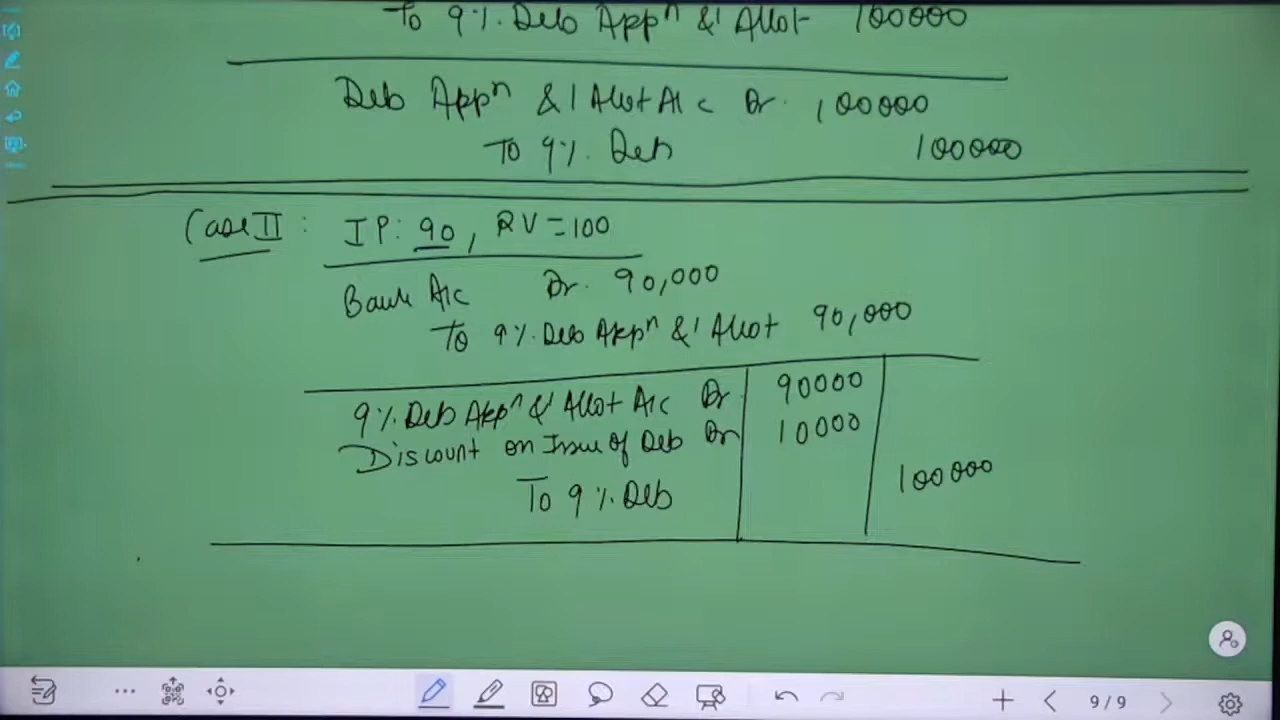 To 9%. Deb Appⁿ & Allot 100000
Deb Appⁿ & Allot A/c Dr. 100000
To 9%. Deb 100000
Case II : IP: 90, RV = 100
Bank A/c Dr. 90,000
To 9%. Deb Appⁿ & Allot 90,000
9%. Deb Appⁿ & Allot A/c Dr 90000
Discount on Issue of Deb Dr 10000
To 9%. Deb 100000
9/9